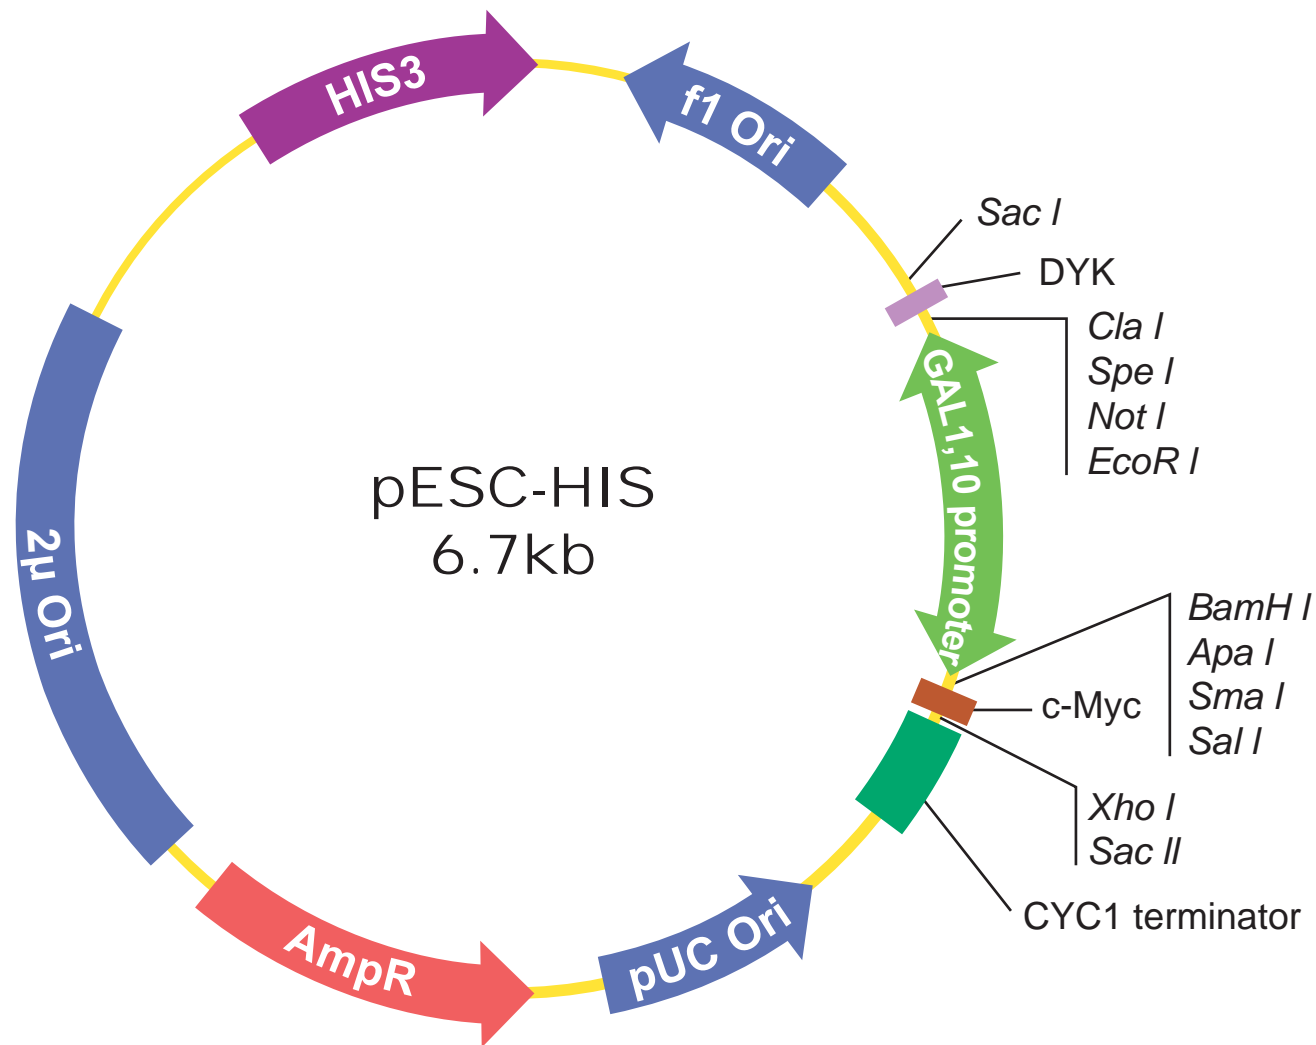 HIS3
f1 Ori
Sac I
DYK
Cla I
Spe I
Not I
EcoR I
GAL1,10 promoter
pESC-HIS
6.7kb
2μ Ori
BamH I
Apa I
Sma I
Sal I
c-Myc
Xho I
Sac II
CYC1 terminator
pUC Ori
AmpR